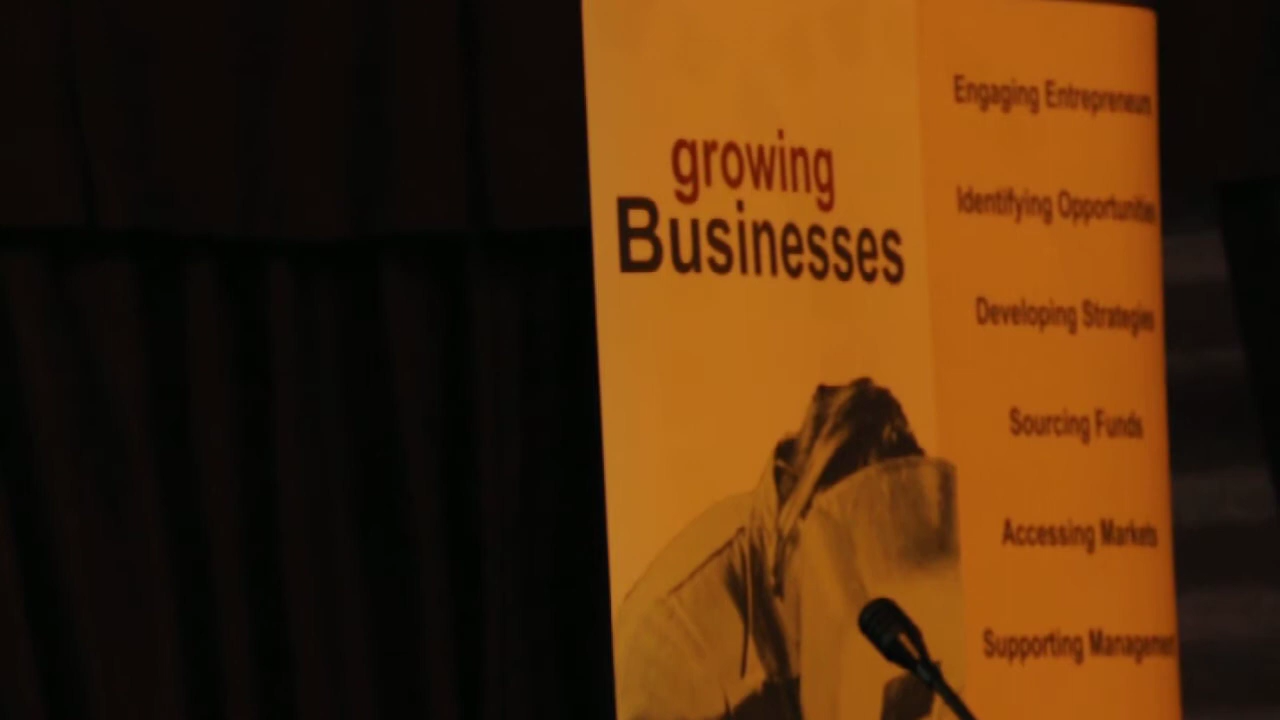 growing
Businesses
Engaging Entrepreneurs
Identifying Opportunities
Developing Strategies
Sourcing Funds
Accessing Markets
Supporting Management